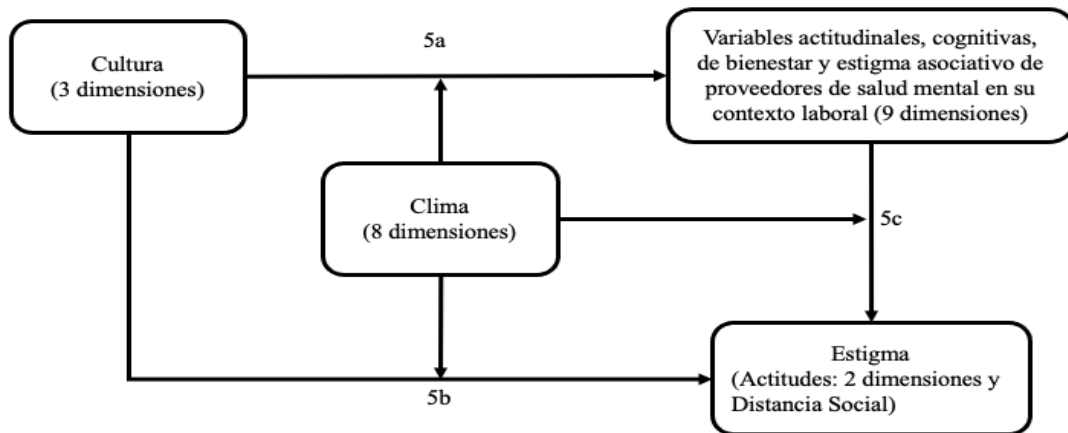 5a
Cultura
(3 dimensiones)
Variables actitudinales, cognitivas,
de bienestar y estigma asociativo de
proveedores de salud mental en su
contexto laboral (9 dimensiones)
Clima
(8 dimensiones)
5c
Estigma
(Actitudes: 2 dimensiones y
Distancia Social)
5b